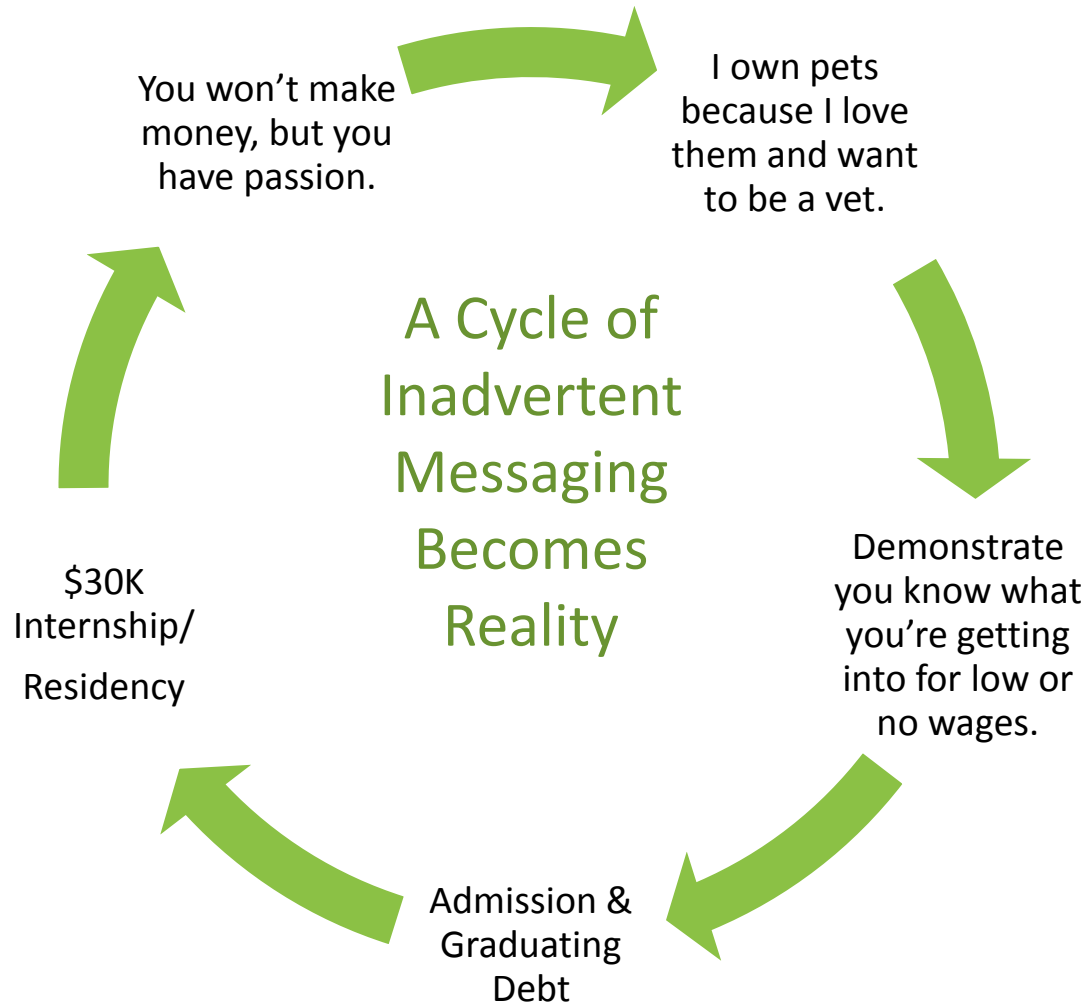 You won’t make
money, but you
have passion.
I own pets
because I love
them and want
to be a vet.
Demonstrate
you know what
you’re getting
into for low or
no wages.
Admission &
Graduating
Debt
$30K
Internship/
Residency
A Cycle of
Inadvertent
Messaging
Becomes
Reality